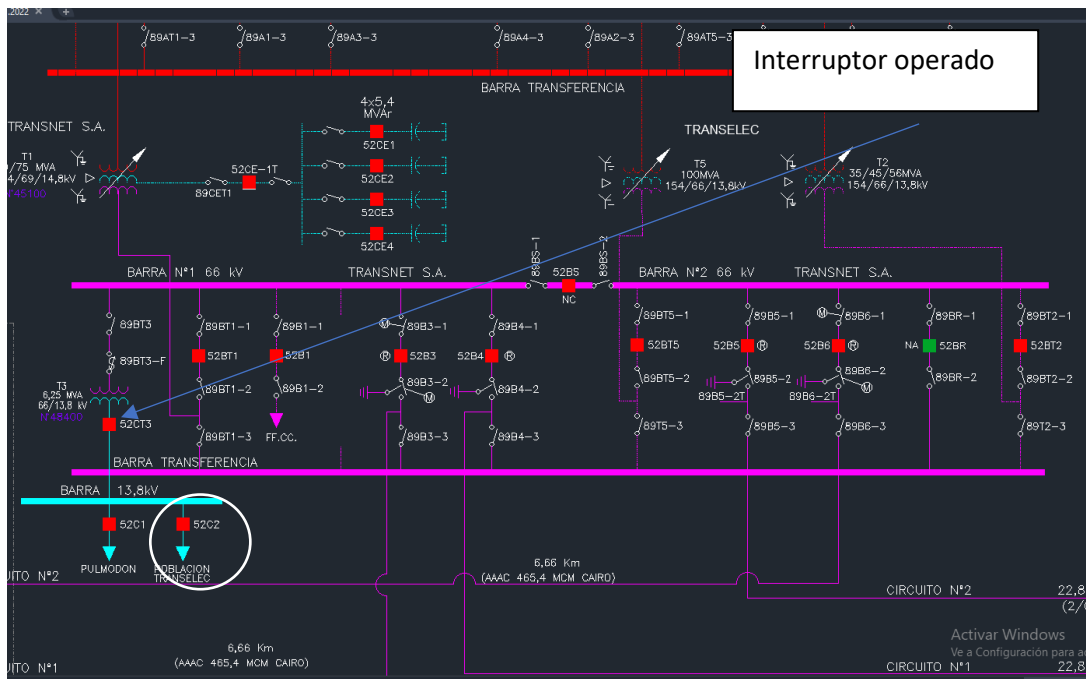 .2022
89AT1-3
89A1-3
89A3-3
89A4-3
89A2-3
89AT5-3
Interruptor operado
BARRA TRANSFERENCIA
4x5,4
MVAr
52CE1
52CE2
52CE3
52CE4
TRANSNET S.A.
T1
/75 MVA
4/69/14,8kV
N°45100
52CE-1T
89CET1
TRANSELEC
T5
100MVA
154/66/13,8kV
T2
35/45/56MVA
154/66/13,8kV
BARRA N°1 66 kV
TRANSNET S.A.
89BS-1
52BS
NC
89BS-2
BARRA N°2 66 kV
TRANSNET S.A.
89BT3
89BT1-1
89B1-1
M
89B3-1
89B4-1
89BT5-1
89B5-1
M
89B6-1
89BR-1
89BT2-1
89BT3-F
52BT1
52B1
R
52B3
52B4
R
52BT5
52B5
R
52B6
R
NA
52BR
52BT2
T3
6,25 MVA
66/13,8 kV
N°48400
89BT1-2
89B1-2
89B3-2
M
89B4-2
89BT5-2
89B5-2
89B5-2T
89B6-2
89B6-2T
M
89BR-2
89BT2-2
52CT3
89BT1-3
FF.CC.
89B3-3
89B4-3
89T5-3
89B5-3
89B6-3
89T2-3
BARRA TRANSFERENCIA
BARRA 13,8kV
52C1
52C2
PULMODON
POBLACION
TRANSELEC
UITO N°2
6,66 Km
(AAAC 465,4 MCM CAIRO)
CIRCUITO N°2
22,8
(2/
6,66 Km
(AAAC 465,4 MCM CAIRO)
UITO N°1
CIRCUITO N°1
22,8
Activar Windows
Ve a Configuración para a